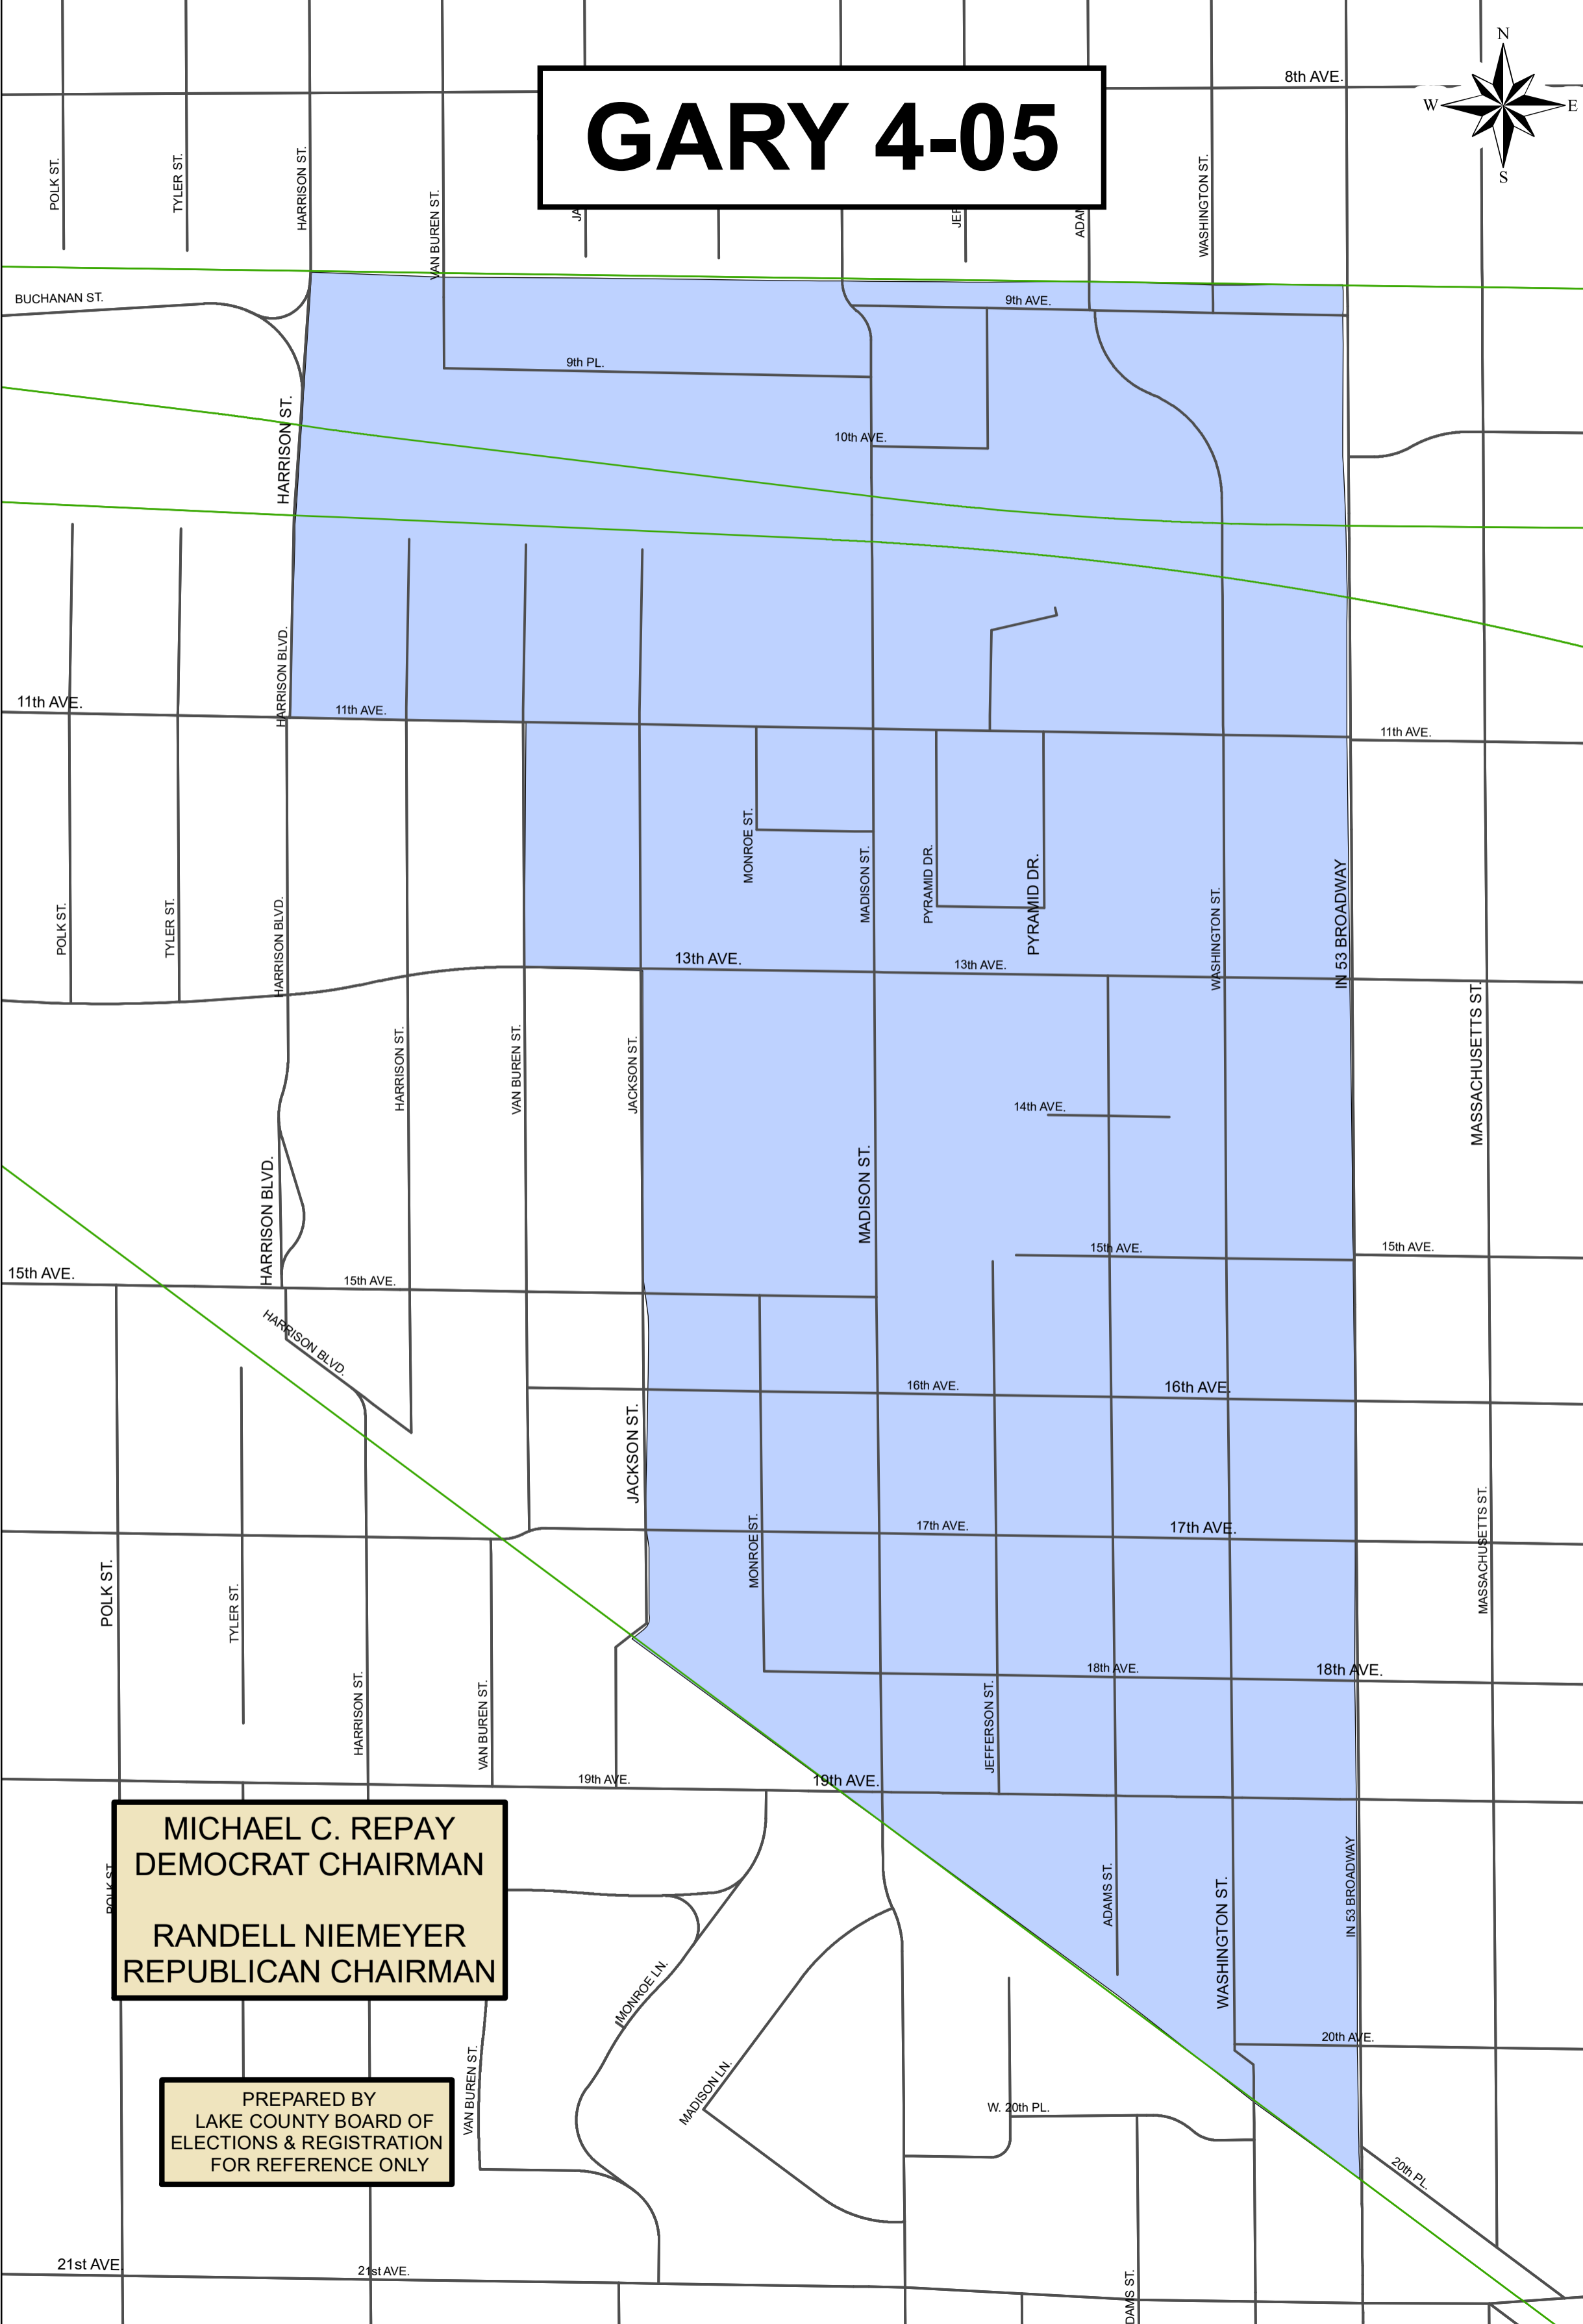 N
8th AVE.
W
E
GARY 4-05
S
POLK ST.
TYLER ST.
HARRISON ST.
VAN BUREN ST.
JA
JEF
ADAM
WASHINGTON ST.
BUCHANAN ST.
9th AVE.
9th PL.
HARRISON ST.
10th AVE.
HARRISON BLVD.
11th AVE.
11th AVE.
11th AVE.
MONROE ST.
MADISON ST.
PYRAMID DR.
PYRAMID DR.
WASHINGTON ST.
IN 53 BROADWAY
POLK ST.
TYLER ST.
HARRISON BLVD.
13th AVE.
13th AVE.
MASSACHUSETTS ST.
HARRISON ST.
VAN BUREN ST.
JACKSON ST.
14th AVE.
HARRISON BLVD.
MADISON ST.
15th AVE.
15th AVE.
15th AVE.
15th AVE.
HARRISON BLVD.
16th AVE.
16th AVE.
JACKSON ST.
17th AVE.
17th AVE.
MONROE ST.
MASSACHUSETTS ST.
POLK ST.
TYLER ST.
HARRISON ST.
VAN BUREN ST.
18th AVE.
18th AVE.
JEFFERSON ST.
19th AVE.
19th AVE.
MICHAEL C. REPAY
DEMOCRAT CHAIRMAN
RANDELL NIEMEYER
REPUBLICAN CHAIRMAN
POLK ST.
ADAMS ST.
WASHINGTON ST.
IN 53 BROADWAY
MONROE LN.
20th AVE.
VAN BUREN ST.
MADISON LN.
W. 20th PL.
20th PL.
PREPARED BY
LAKE COUNTY BOARD OF
ELECTIONS & REGISTRATION
FOR REFERENCE ONLY
21st AVE
21st AVE.
DAMS ST.